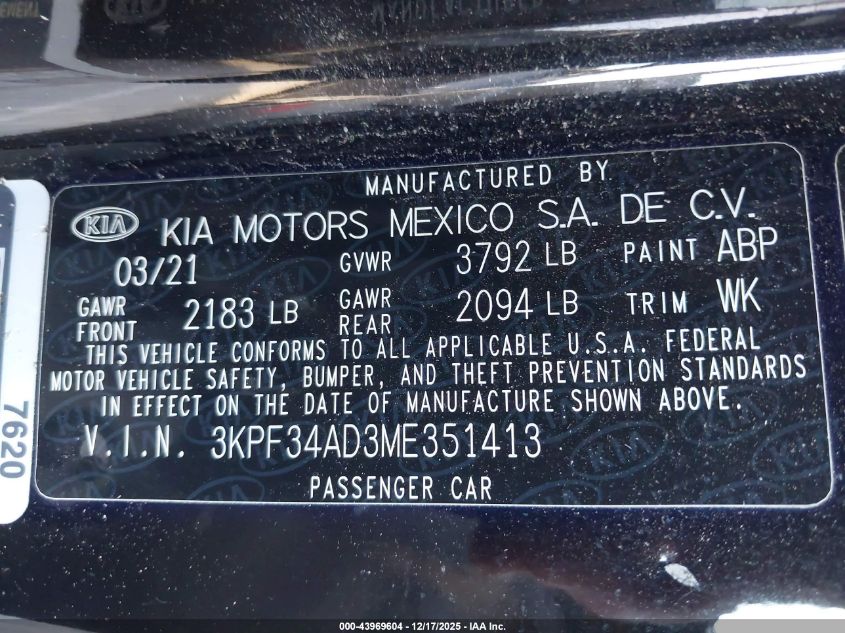 MANUFACTURED BY
KIA KIA MOTORS MEXICO S.A. DE C.V.
03/21 GVWR 3792 LB PAINT ABP
GAWR FRONT 2183 LB GAWR REAR 2094 LB TRIM WK
THIS VEHICLE CONFORMS TO ALL APPLICABLE U.S.A. FEDERAL
MOTOR VEHICLE SAFETY, BUMPER, AND THEFT PREVENTION STANDARDS
IN EFFECT ON THE DATE OF MANUFACTURE SHOWN ABOVE.
V.I.N. 3KPF34AD3ME351413
PASSENGER CAR
7620
000-43969604 - 12/17/2025 - IAA Inc.